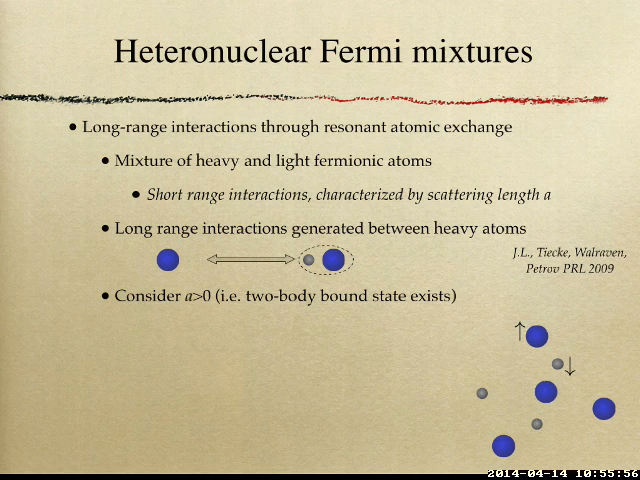 Heteronuclear Fermi mixtures
• Long-range interactions through resonant atomic exchange
• Mixture of heavy and light fermionic atoms
• Short range interactions, characterized by scattering length a
• Long range interactions generated between heavy atoms
J.L., Tiecke, Walraven,
Petrov PRL 2009
• Consider a>0 (i.e. two-body bound state exists)
↑
↓
2014-04-14 10:55:56